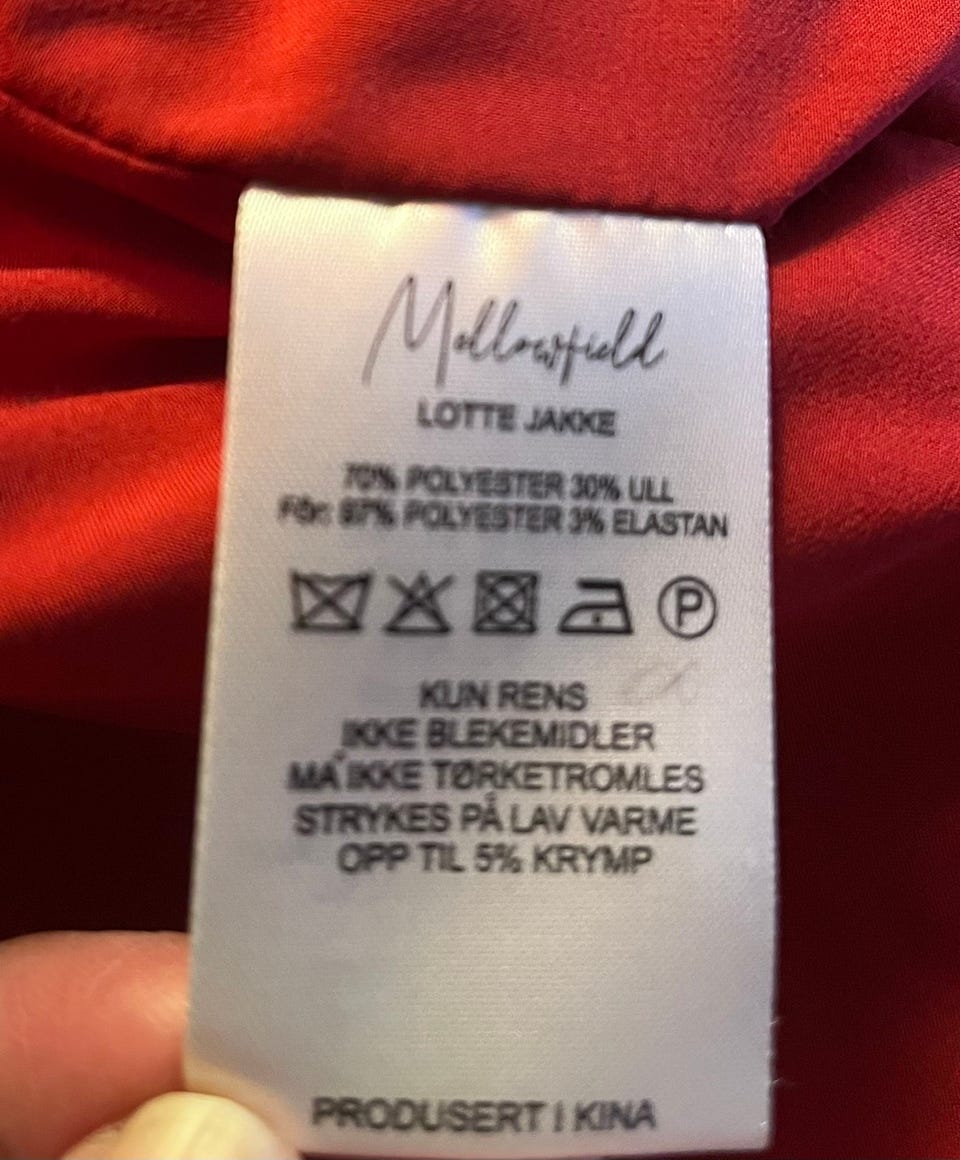 Mellowfield
LOTTE JAKKE
70% POLYESTER 30% ULL
Fôr: 97% POLYESTER 3% ELASTAN
P
KUN RENS
IKKE BLEKEMIDLER
MÅ IKKE TØRKETROMLES
STRYKES PÅ LAV VARME
OPP TIL 5% KRYMP
PRODUSERT I KINA